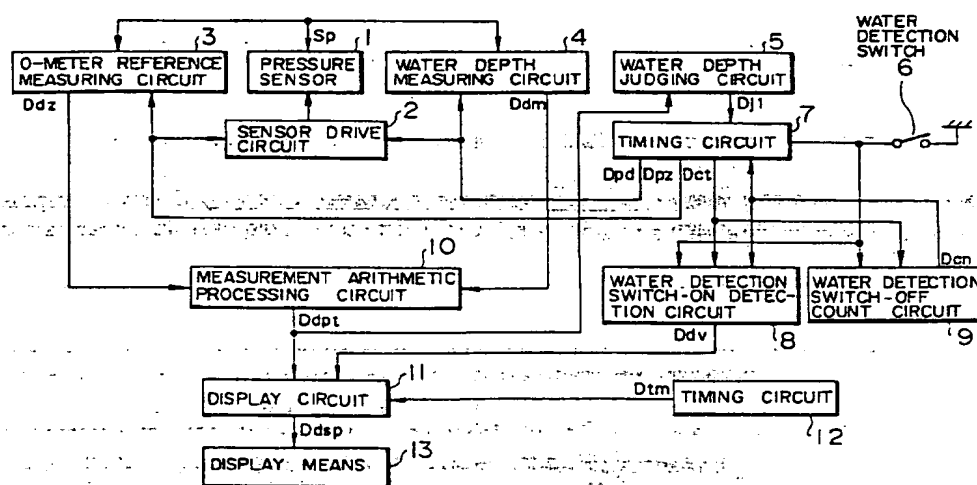 WATER
DETECTION
SWITCH
6
3
Sp
1
4
5
O-METER REFERENCE
MEASURING CIRCUIT
PRESSURE
SENSOR
WATER DEPTH
MEASURING CIRCUIT
WATER DEPTH
JUDGING CIRCUIT
Ddz
2
Ddm
Dj1
7
SENSOR DRIVE
CIRCUIT
TIMING CIRCUIT
Dpd
Dpz
Dct
10
MEASUREMENT ARITHMETIC
PROCESSING CIRCUIT
Dcn
WATER DETECTION
SWITCH-ON DETEC-
TION CIRCUIT
WATER DETECTION
SWITCH-OFF
COUNT CIRCUIT
Ddpt
Ddv
8
9
11
DISPLAY CIRCUIT
Dtm
TIMING CIRCUIT
12
Ddsp
13
DISPLAY MEANS